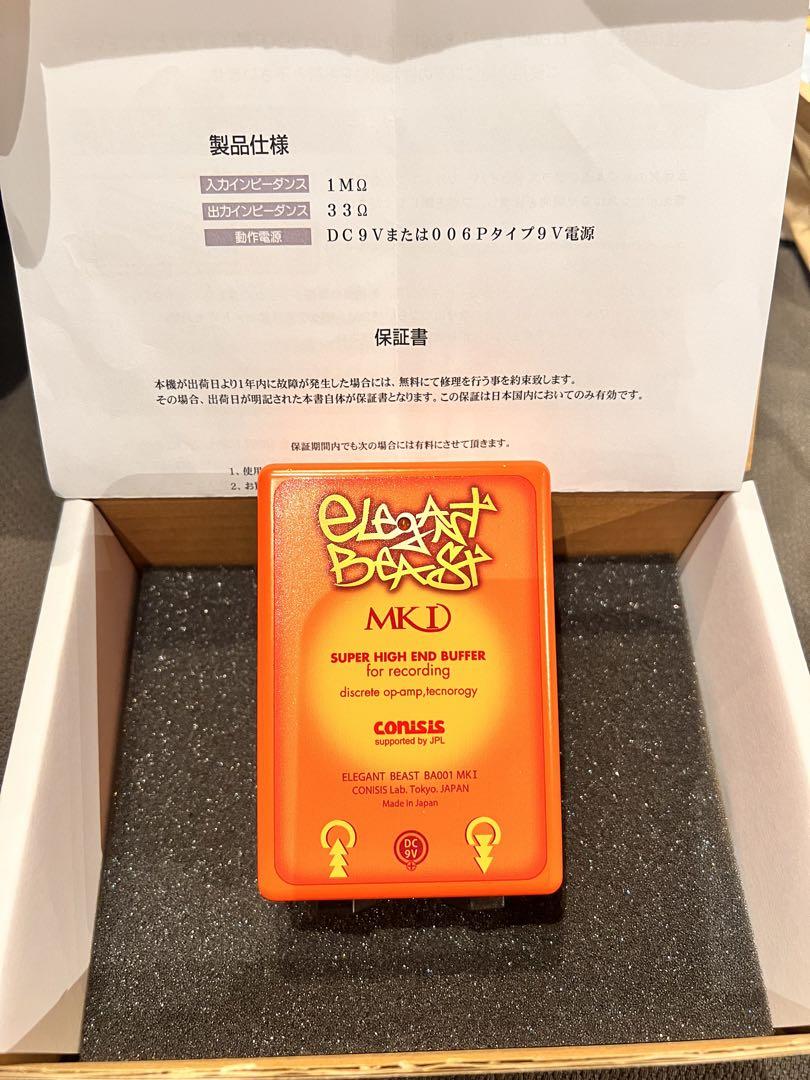 製品仕様
入力インピーダンス 1MΩ
出力インピーダンス 33Ω
動作電源 DC9Vまたは006Pタイプ9V電源
保証書
本機が出荷日より1年内に故障が発生した場合には、無料にて修理を行う事を約束致します。
その場合、出荷日が明記された本書自体が保証書となります。この保証は日本国内においてのみ有効です。
保証期間内でも次の場合には有料にさせて頂きます。
1、使用
2、お
ELEGANT
BEAST
MK I
SUPER HIGH END BUFFER
for recording
discrete op-amp,tecnorogy
conisis
supported by JPL
ELEGANT BEAST BA001 MK I
CONISIS Lab. Tokyo. JAPAN
Made in Japan
DC
9V